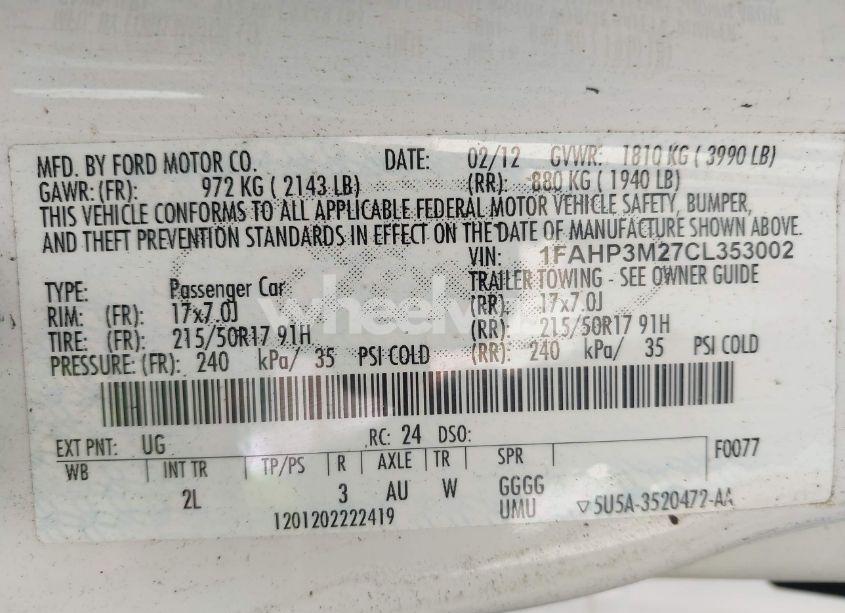 MFD. BY FORD MOTOR CO. DATE: 02/12 GVWR: 1810 KG ( 3990 LB)
GAWR: (FR): 972 KG ( 2143 LB) (RR): 880 KG ( 1940 LB)
THIS VEHICLE CONFORMS TO ALL APPLICABLE FEDERAL MOTOR VEHICLE SAFETY, BUMPER,
AND THEFT PREVENTION STANDARDS IN EFFECT ON THE DATE OF MANUFACTURE SHOWN ABOVE.
VIN: 1FAHP3M27CL353002
TYPE: Passenger Car TRAILER TOWING - SEE OWNER GUIDE
RIM: (FR): 17x7.0J (RR): 17x7.0J
TIRE: (FR): 215/50R17 91H (RR): 215/50R17 91H
PRESSURE: (FR): 240 kPa/ 35 PSI COLD (RR): 240 kPa/ 35 PSI COLD
EXT PNT: UG RC: 24 DSO: F0077
WB INT TR TP/PS R AXLE TR SPR
2L 3 AU W GGGG
1201202222419 UMU ▽ 5U5A-3520472-AA